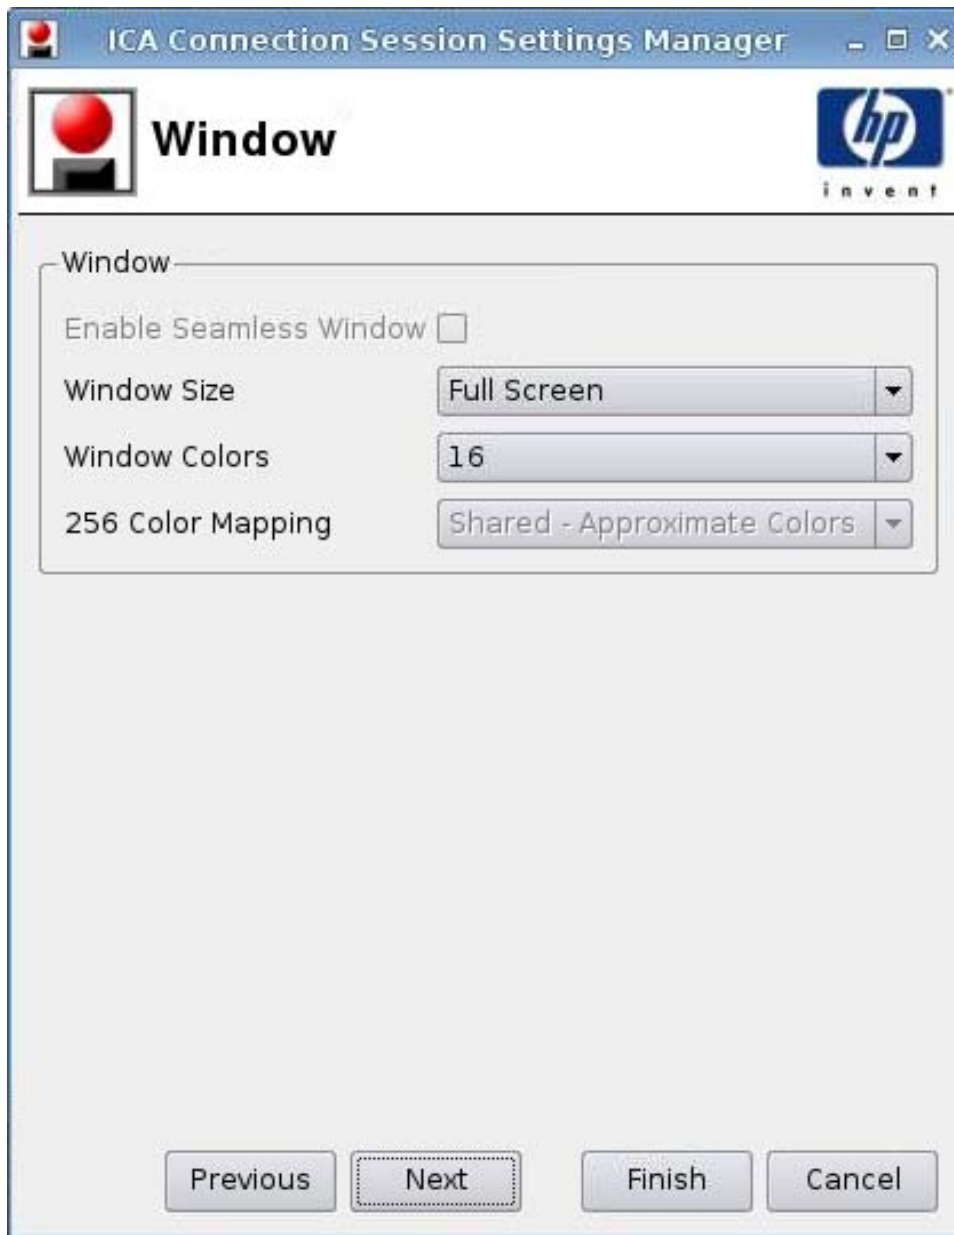 ICA Connection Session Settings Manager
Window
hp
invent
Window
Enable Seamless Window
Window Size Full Screen
Window Colors 16
256 Color Mapping Shared - Approximate Colors
Previous Next Finish Cancel